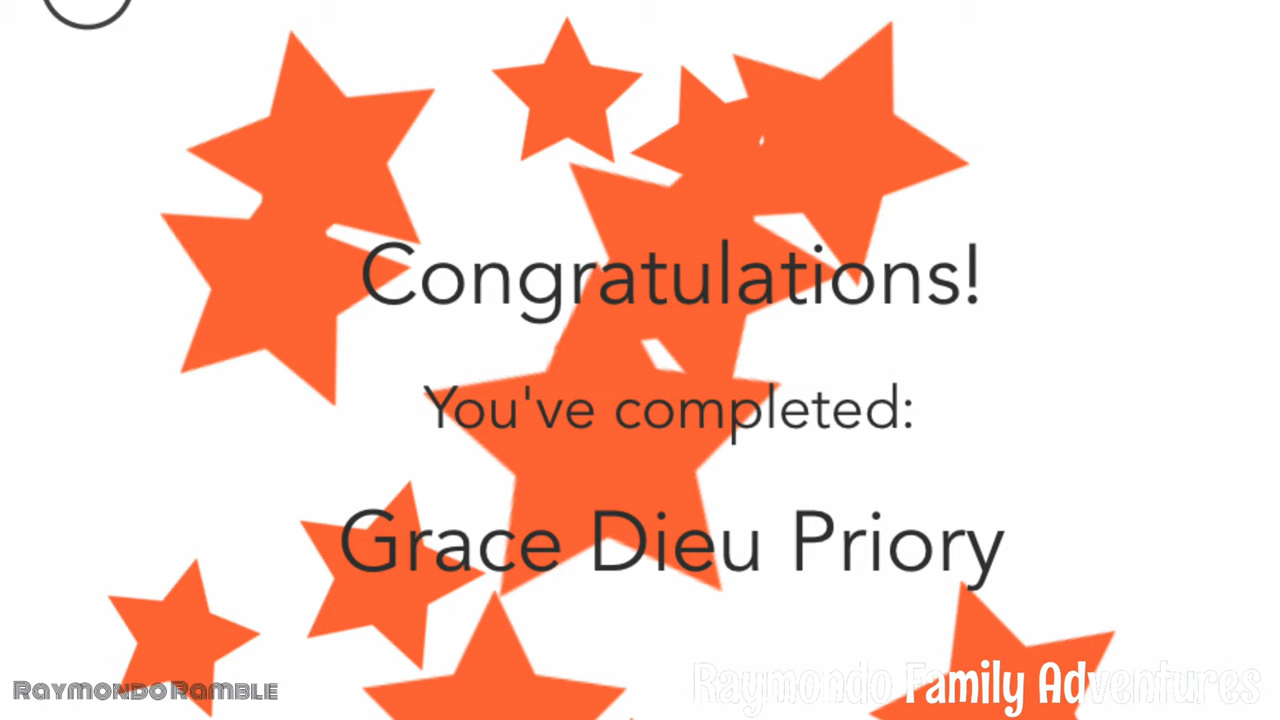 Congratulations!
You've completed:
Grace Dieu Priory
Raymondo Ramble
Raymondo Family Adventures